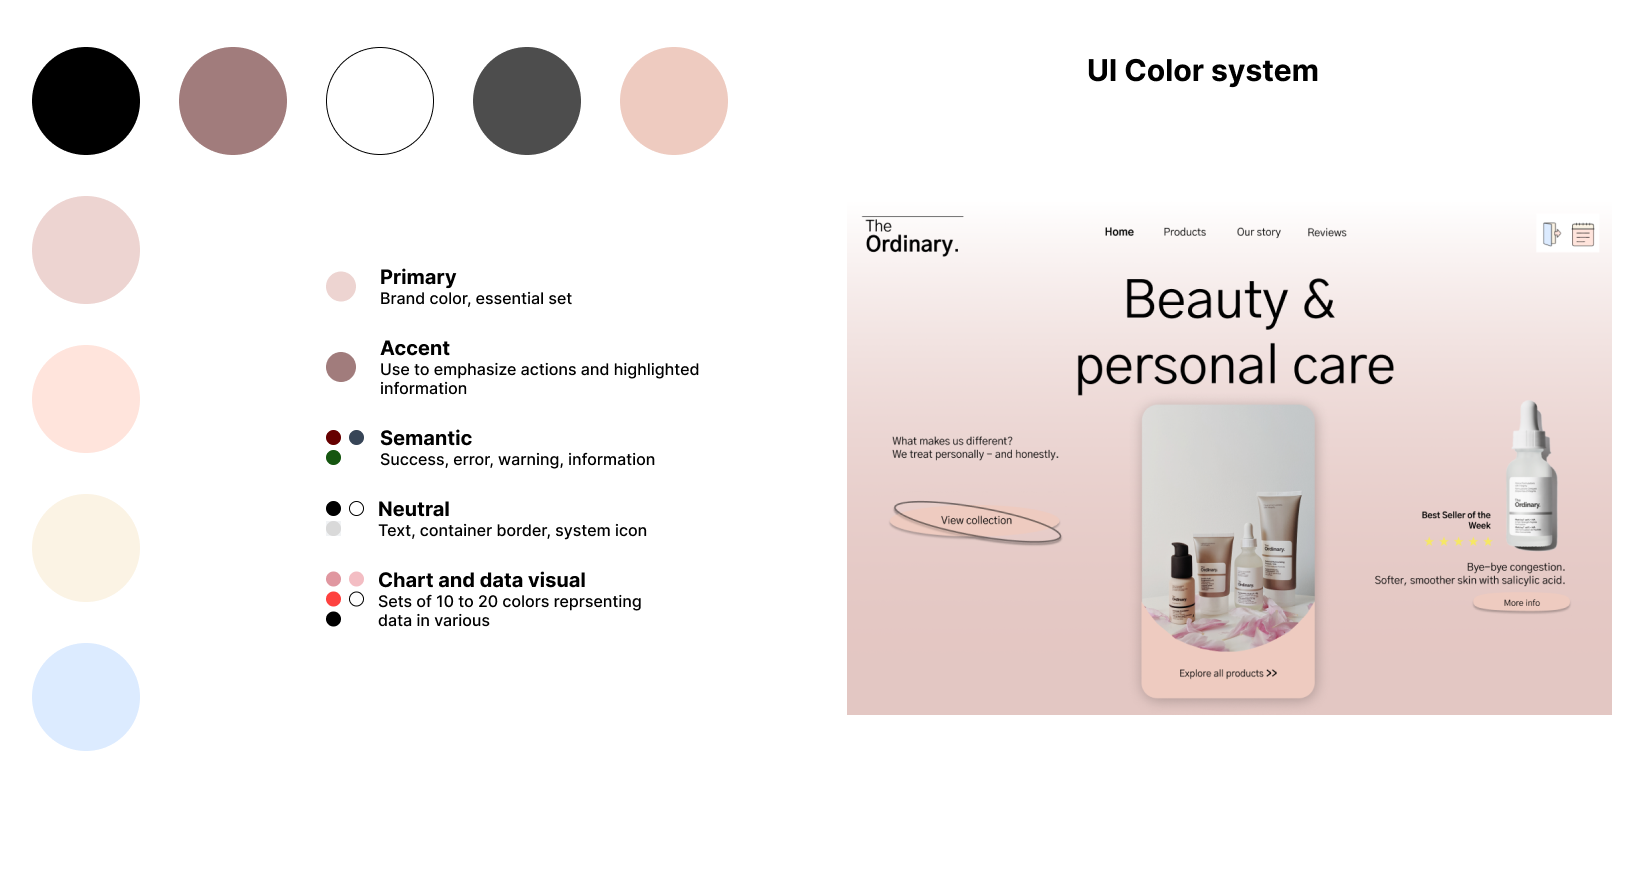 UI Color system
Primary
Brand color, essential set
Accent
Use to emphasize actions and highlighted
information
Semantic
Success, error, warning, information
Neutral
Text, container border, system icon
Chart and data visual
Sets of 10 to 20 colors reprsenting
data in various
The
Ordinary.
Home
Products
Our story
Reviews
Beauty &
personal care
What makes us different?
We treat personally – and honestly.
View collection
Explore all products >>
Best Seller of the
Week
Bye-bye congestion.
Softer, smoother skin with salicylic acid.
More info
Ordinary.
Ordinary.
Ordinary.